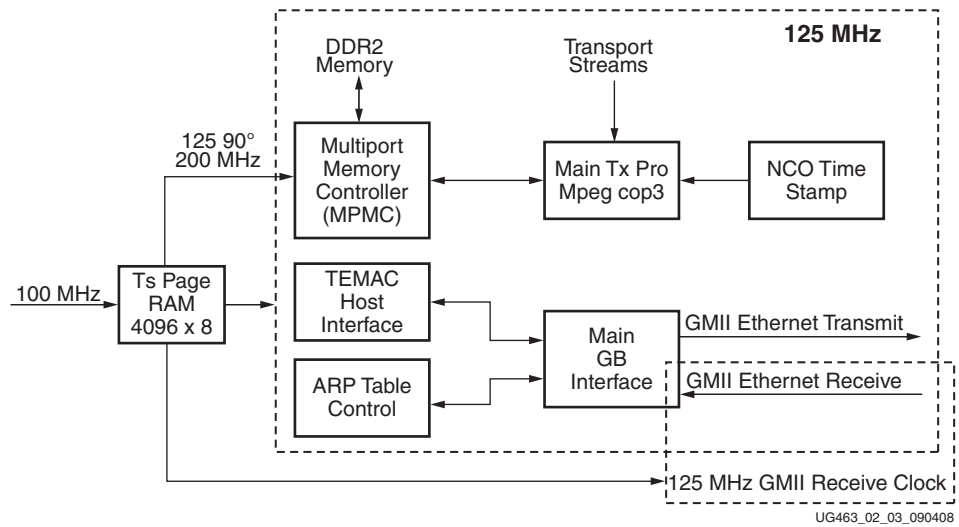 125 MHz
DDR2
Memory
Transport
Streams
125 90°
200 MHz
Multiport
Memory
Controller
(MPMC)
Main Tx Pro
Mpeg cop3
NCO Time
Stamp
100 MHz
Ts Page
RAM
4096 x 8
TEMAC
Host
Interface
Main
GB
Interface
GMII Ethernet Transmit
GMII Ethernet Receive
ARP Table
Control
125 MHz GMII Receive Clock
UG463_02_03_090408